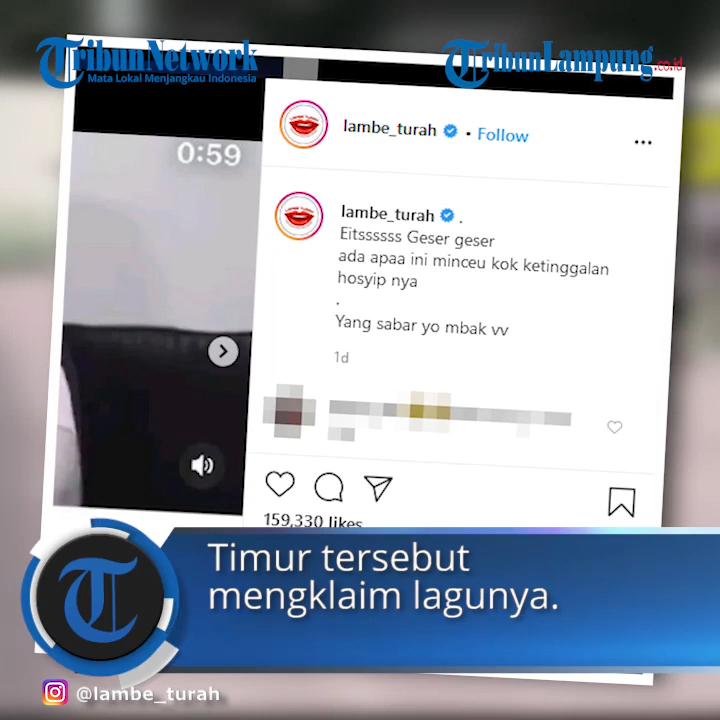 TribunNetwork
Mata Lokal Menjangkau Indonesia
TribunLampung.co.id
0:59
lambe_turah • Follow
lambe_turah .
Eitssssss Geser geser
ada apaa ini minceu kok ketinggalan
hosyip nya
.
Yang sabar yo mbak vv
1d
159,330 likes
Timur tersebut
mengklaim lagunya.
@lambe_turah